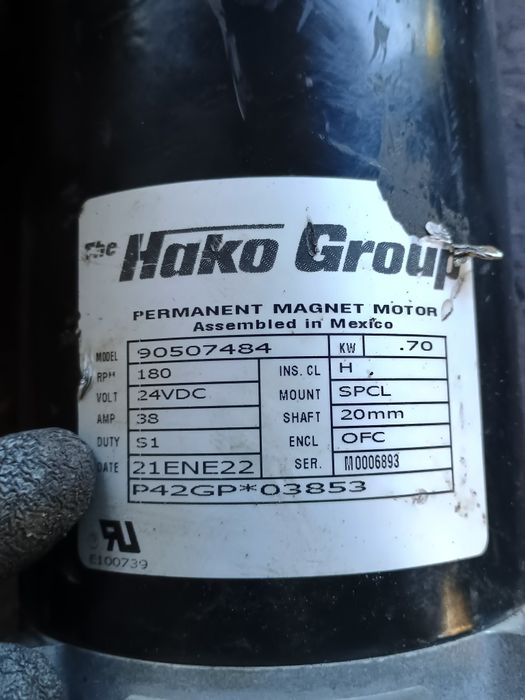 The Hako Group
PERMANENT MAGNET MOTOR
Assembled in Mexico
MODEL 90507484 KW .70
RPM 180 INS. CL H
VOLT 24VDC MOUNT SPCL
AMP 38 SHAFT 20mm
DUTY S1 ENCL OFC
DATE 21ENE22 SER. M0006893
P42GP*03853
RU
E100739